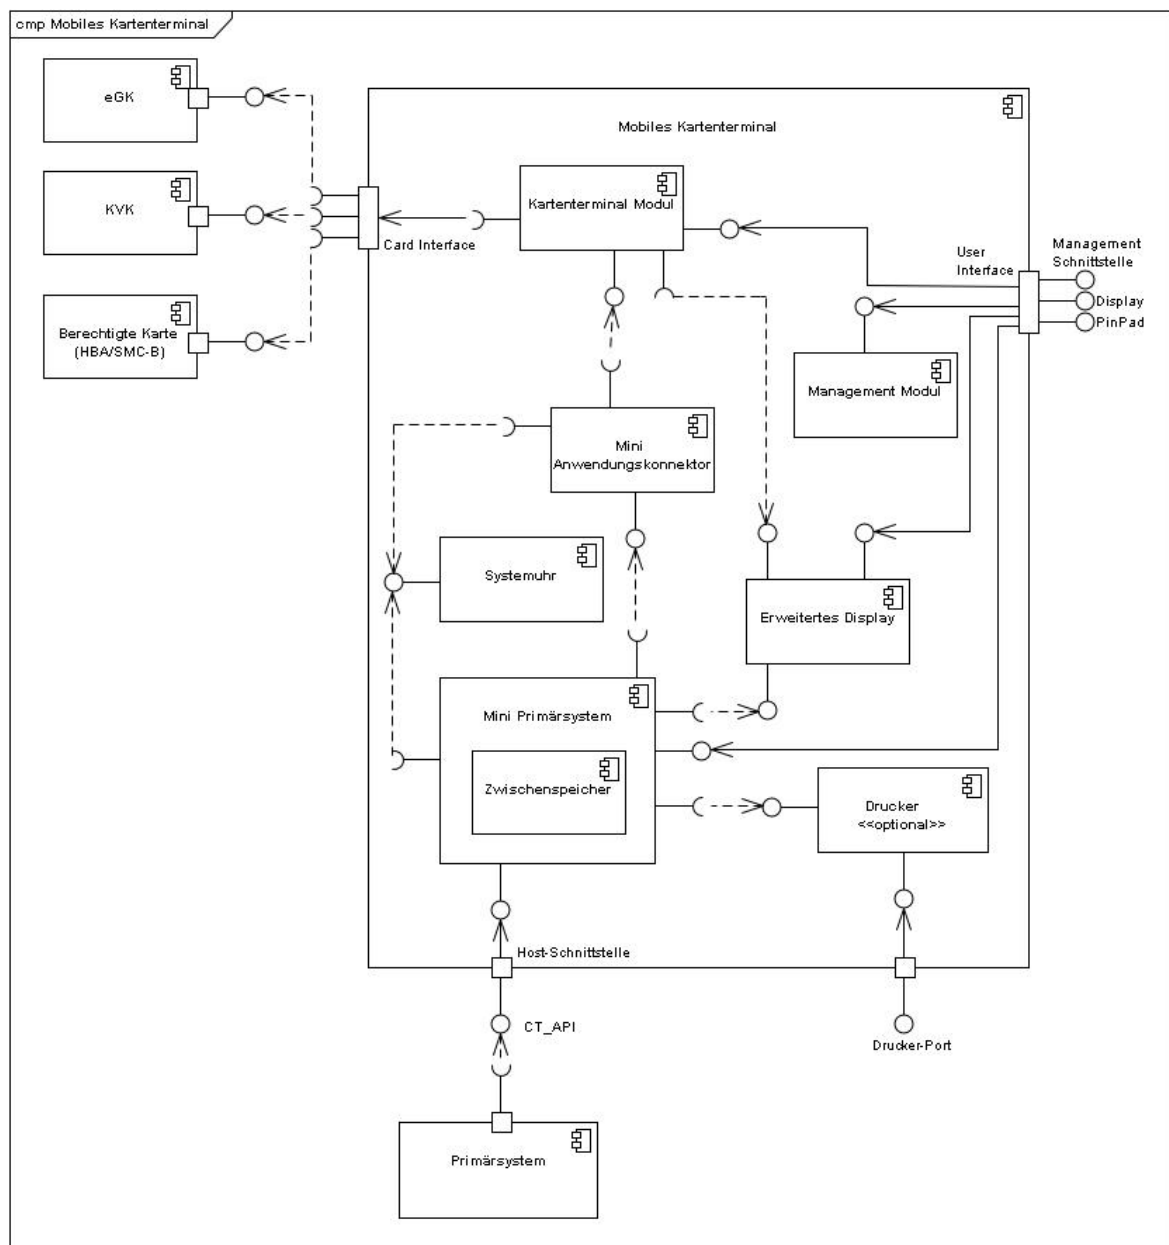 cmp Mobiles Kartenterminal
eGK
Mobiles Kartenterminal
KVK
Kartenterminal Modul
Card Interface
User
Interface
Management
Schnittstelle
Display
PinPad
Berechtigte Karte
(HBA/SMC-B)
Management Modul
Mini
Anwendungskonnektor
Systemuhr
Erweitertes Display
Mini Primärsystem
Zwischenspeicher
Drucker
<<optional>>
Host-Schnittstelle
CT_API
Drucker-Port
Primärsystem